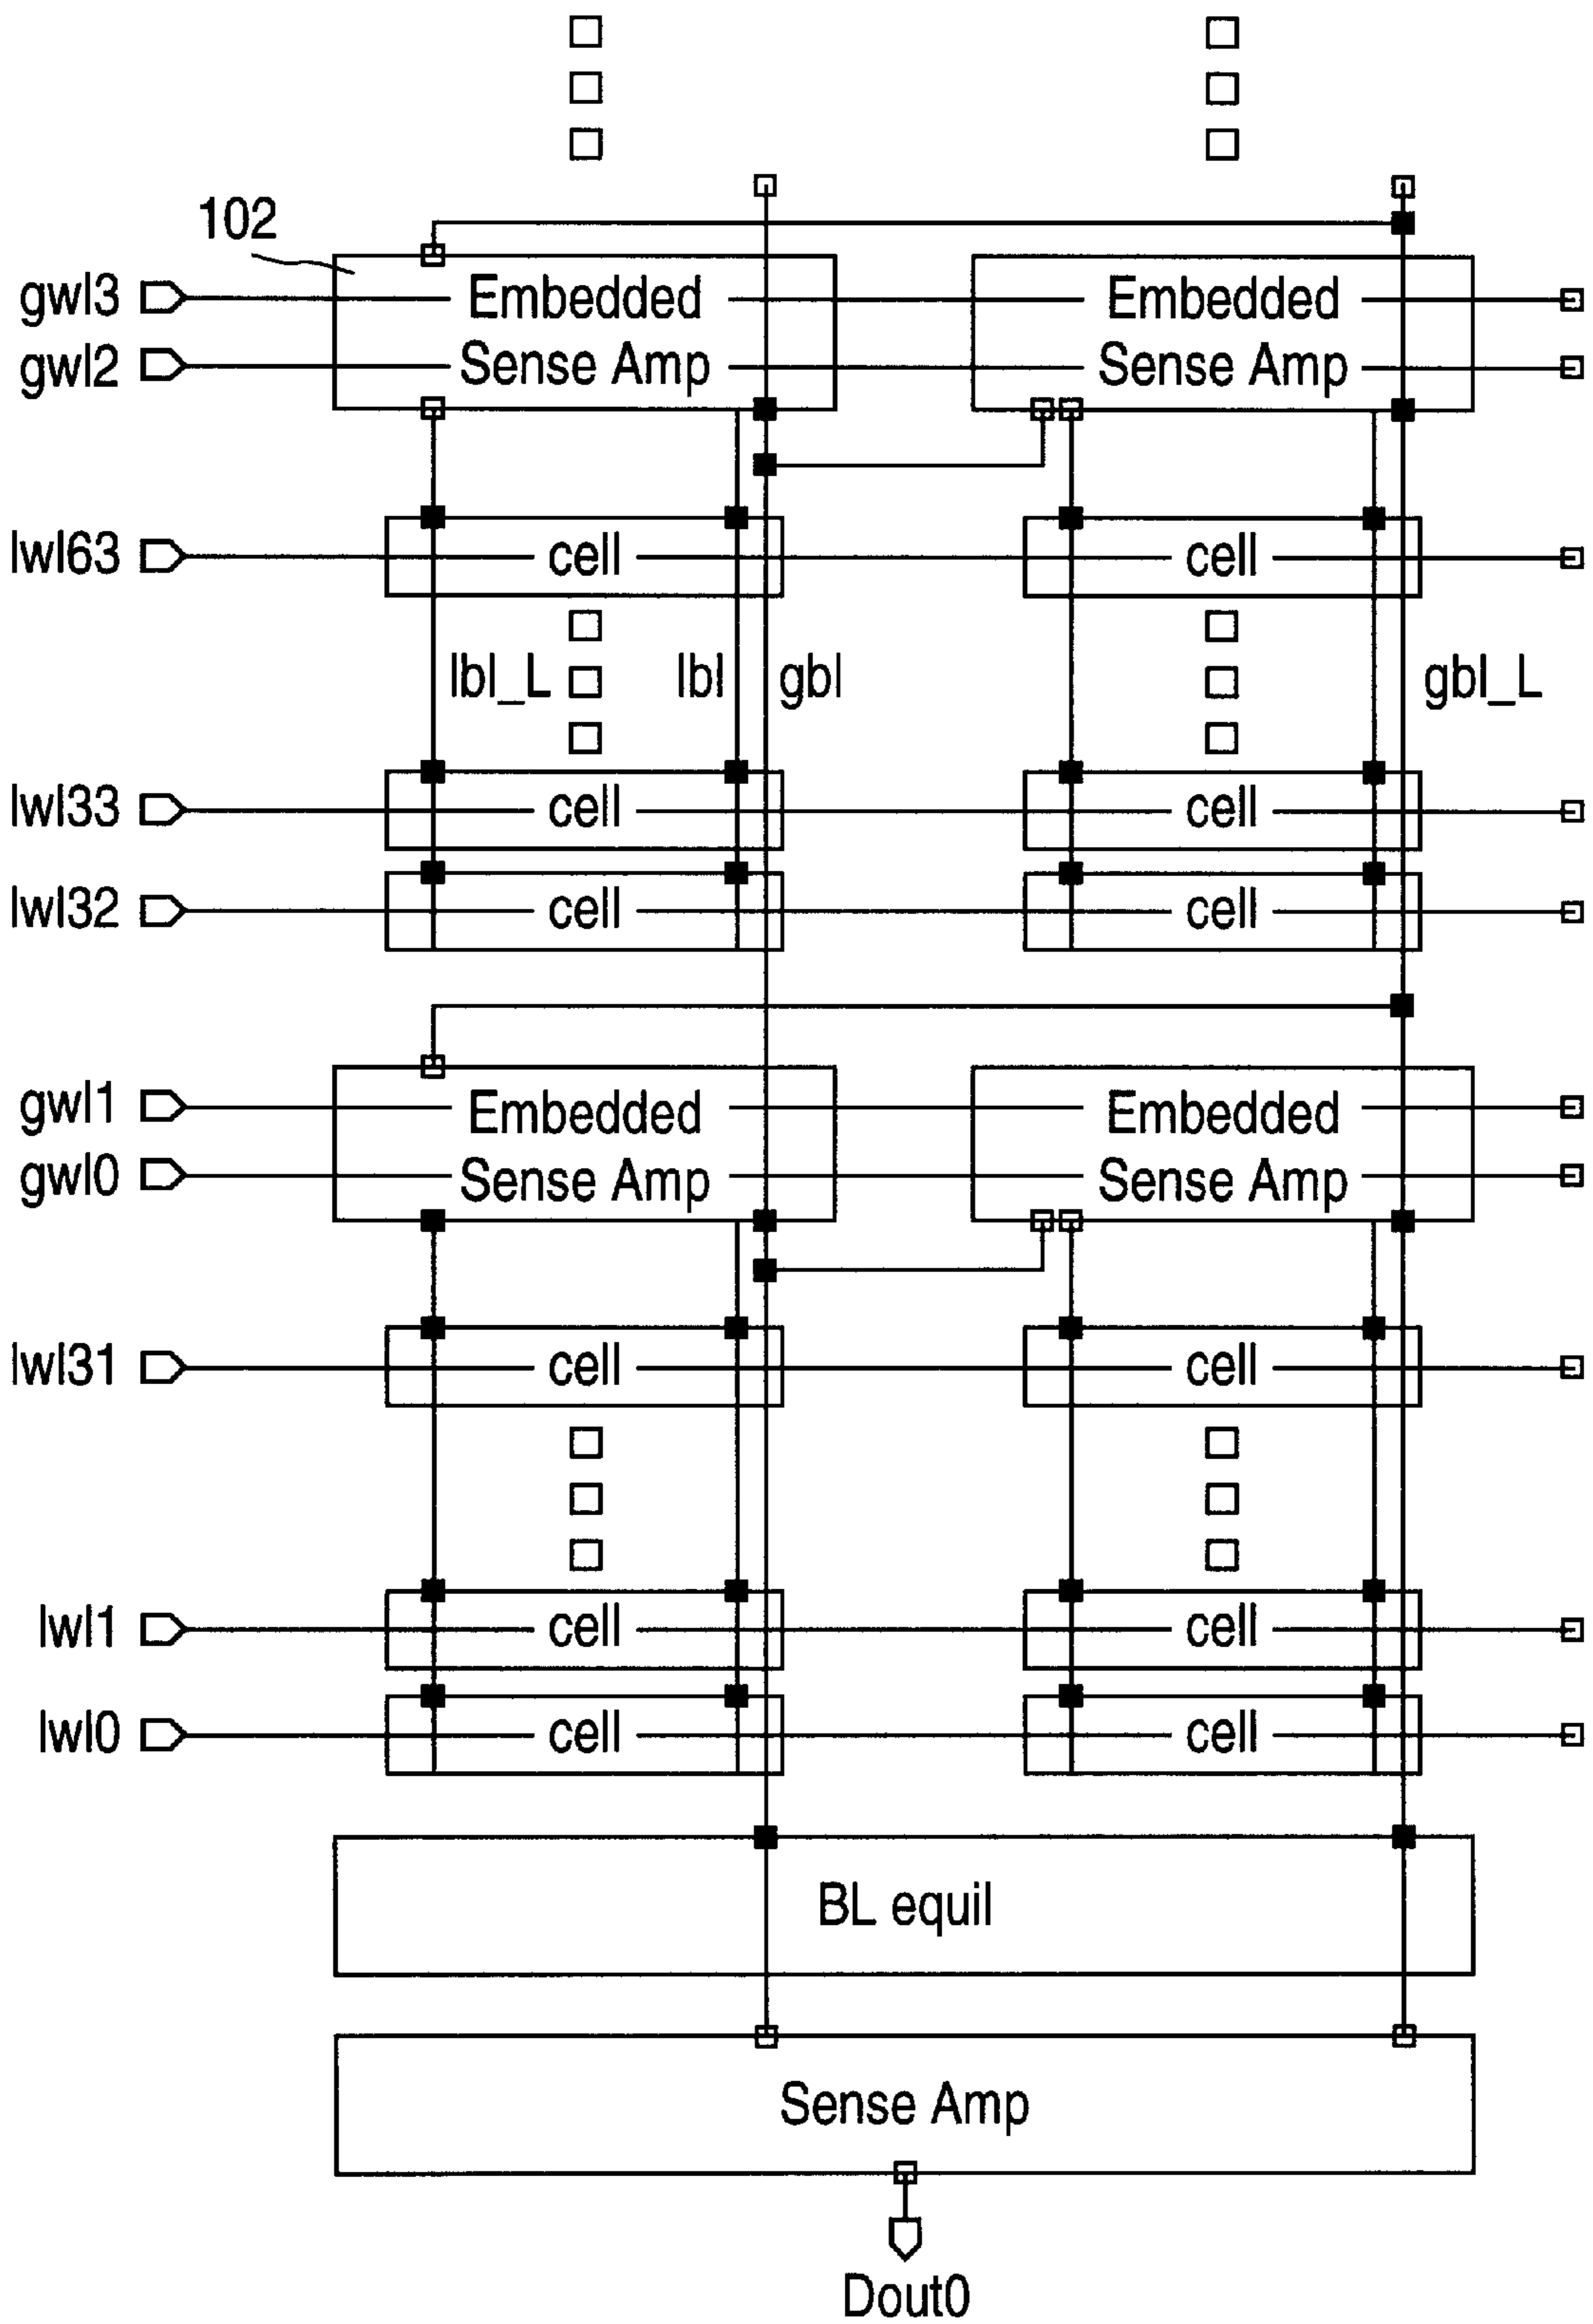 102
gwl3 Embedded Embedded
gwl2 Sense Amp Sense Amp
lwl63 cell cell
lbl_L lbl gbl gbl_L
lwl33 cell cell
lwl32 cell cell
gwl1 Embedded Embedded
gwl0 Sense Amp Sense Amp
lwl31 cell cell
lwl1 cell cell
lwl0 cell cell
BL equil
Sense Amp
Dout0